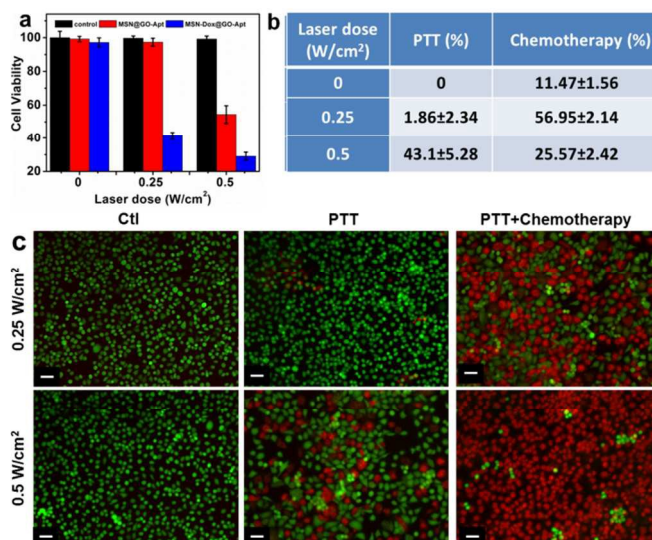 a
control MSN@GO-Apt MSN-Dox@GO-Apt
Cell Viability
100
80
60
40
20
0 0.25 0.5
Laser dose (W/cm²)
b
Laser dose (W/cm²) PTT (%) Chemotherapy (%)
0 0 11.47±1.56
0.25 1.86±2.34 56.95±2.14
0.5 43.1±5.28 25.57±2.42
c
Ctl PTT PTT+Chemotherapy
0.25 W/cm²
0.5 W/cm²